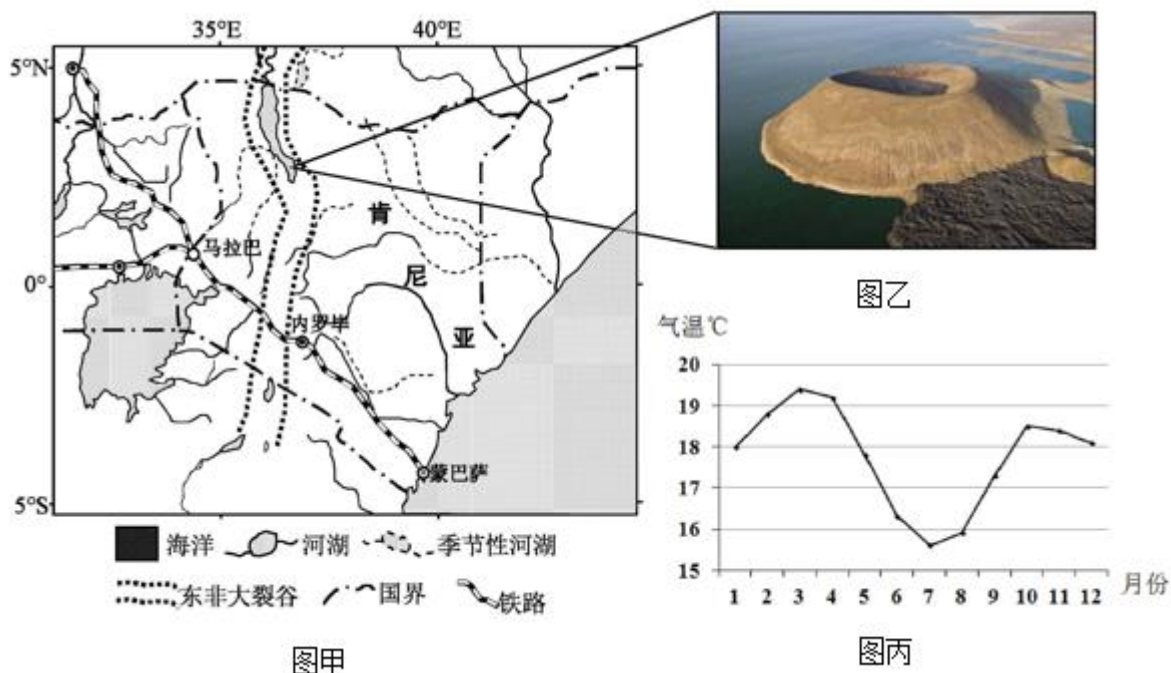 35°E 40°E
5°N
0°
5°S
马拉巴
内罗毕
蒙巴萨
肯
尼
亚
海洋 河湖 季节性河湖
东非大裂谷 国界 铁路
图甲
图乙
气温℃
20
19
18
17
16
15
1 2 3 4 5 6 7 8 9 10 11 12 月份
图丙